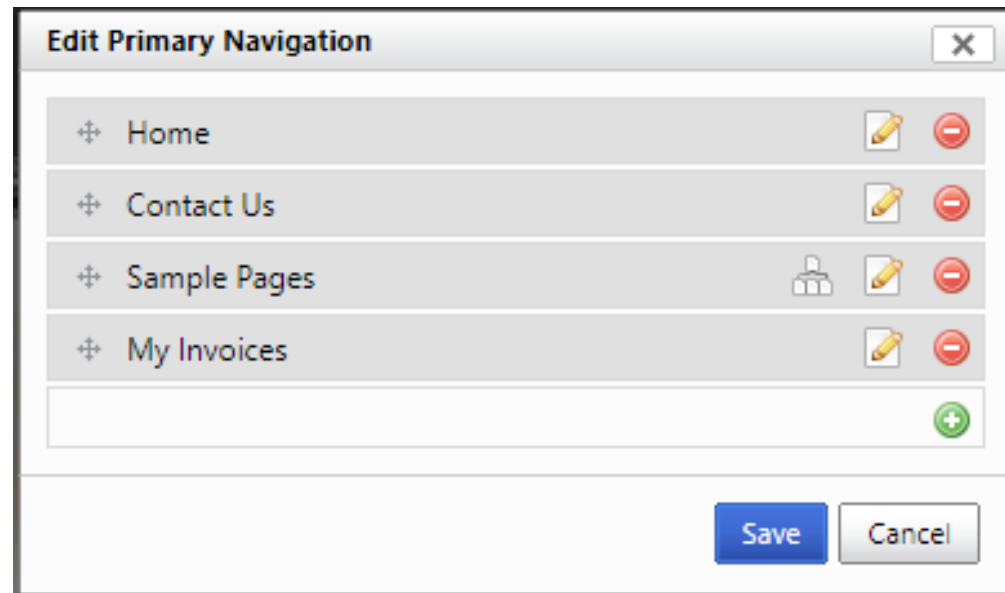 Edit Primary Navigation
Home
Contact Us
Sample Pages
My Invoices
Save Cancel